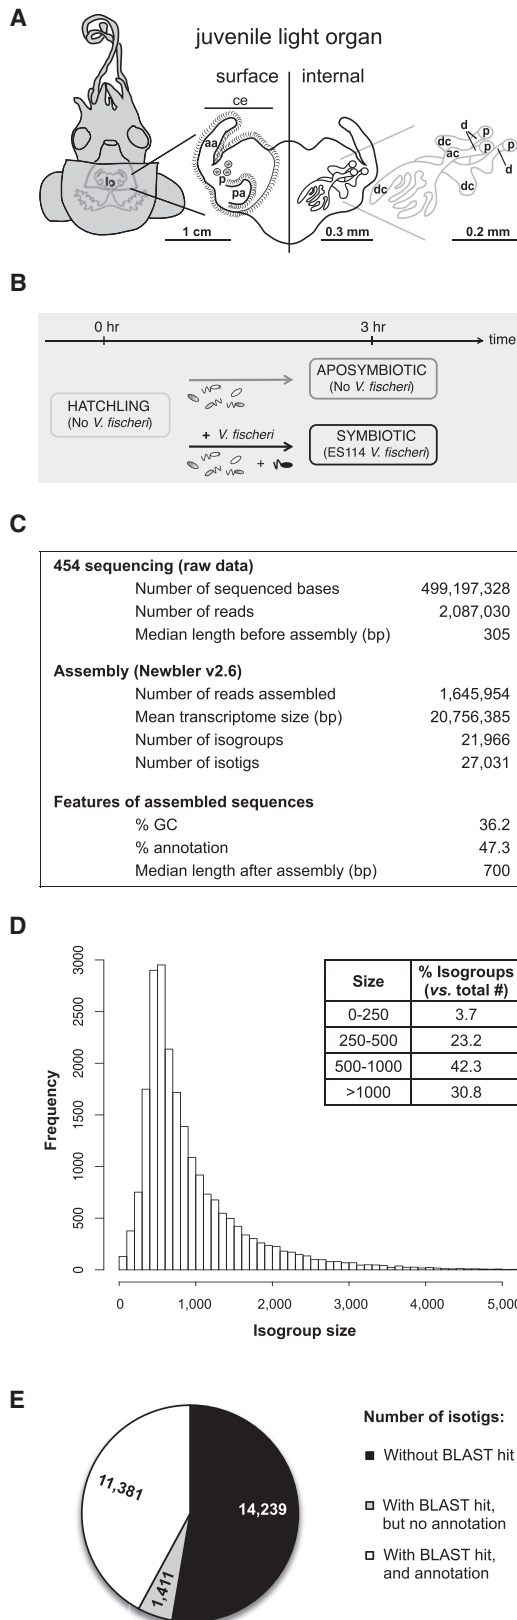 A
juvenile light organ
surface internal
ce
aa
p
pa
lo
dc
d
p
dc
p
p
ac
d
dc
1 cm
0.3 mm
0.2 mm
B
0 hr
3 hr
time
HATCHLING
(No V. fischeri)
APOSYMBIOTIC
(No V. fischeri)
+ V. fischeri
+
SYMBIOTIC
(ES114 V. fischeri)
C
454 sequencing (raw data)
Number of sequenced bases 499,197,328
Number of reads 2,087,030
Median length before assembly (bp) 305
Assembly (Newbler v2.6)
Number of reads assembled 1,645,954
Mean transcriptome size (bp) 20,756,385
Number of isogroups 21,966
Number of isotigs 27,031
Features of assembled sequences
% GC 36.2
% annotation 47.3
Median length after assembly (bp) 700
D
Frequency
3000
2500
2000
1500
1000
500
0
Size % Isogroups
(vs. total #)
0-250 3.7
250-500 23.2
500-1000 42.3
>1000 30.8
0 1,000 2,000 3,000 4,000 5,000
Isogroup size
E
11,381
14,239
1,411
Number of isotigs:
Without BLAST hit
With BLAST hit,
but no annotation
With BLAST hit,
and annotation